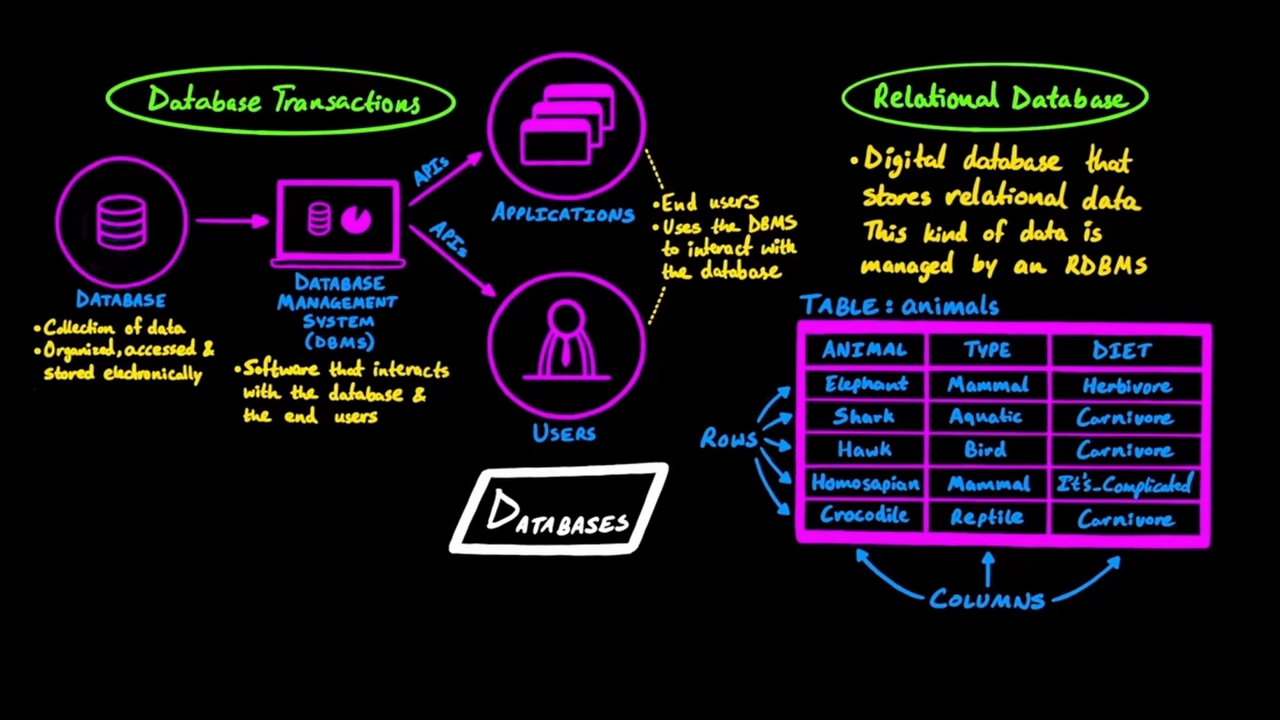 Database Transactions
DATABASE
• Collection of data
• Organized, accessed &
stored electronically
DATABASE
MANAGEMENT
SYSTEM
(DBMS)
• Software that interacts
with the database &
the end users
APIs
APIs
APPLICATIONS
USERS
• End users
• Uses the DBMS
to interact with
the database
DATABASES
Relational Database
• Digital database that
stores relational data
This kind of data is
managed by an RDBMS
TABLE: animals
ANIMAL TYPE DIET
Elephant Mammal Herbivore
Shark Aquatic Carnivore
Hawk Bird Carnivore
Homosapian Mammal It's_Complicated
Crocodile Reptile Carnivore
ROWS
COLUMNS